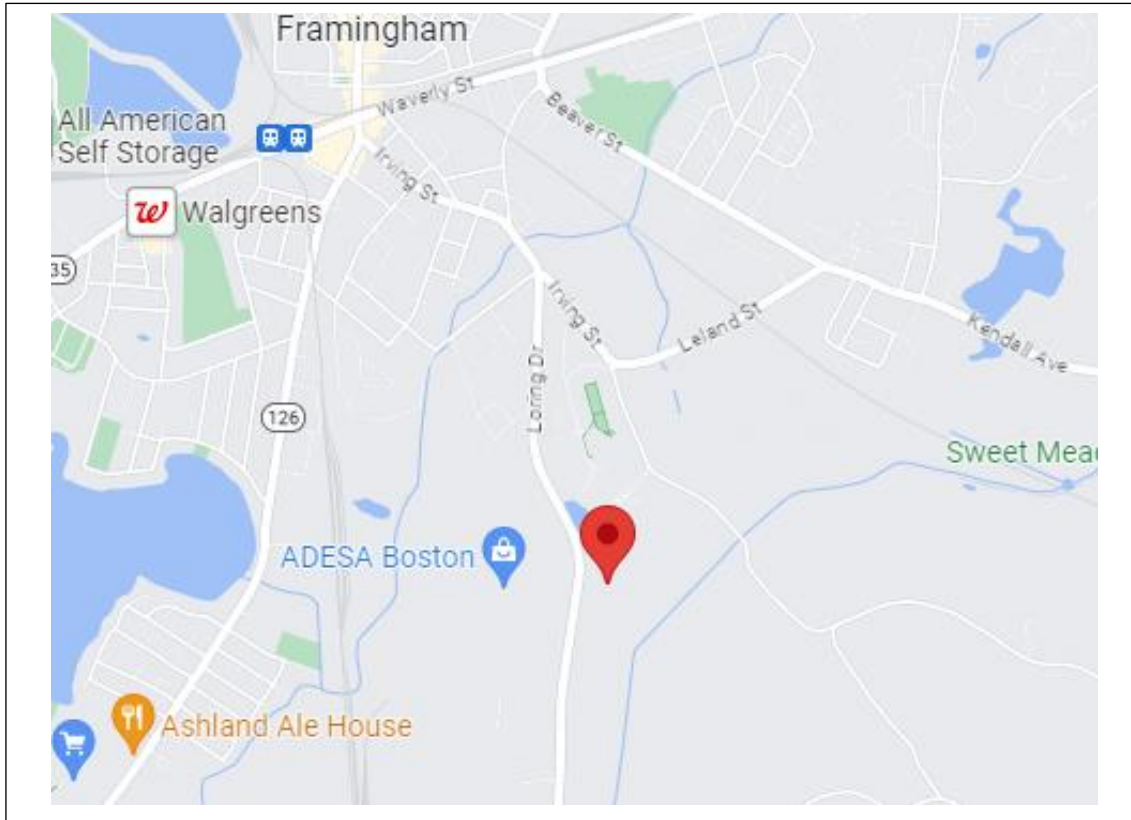 Framingham
Waverly St
Beaver St
All American
Self Storage
Irving St
Walgreens
35
Irving St
Leland St
Kendall Ave
Loring Dr
126
Sweet Mea
ADESA Boston
Ashland Ale House